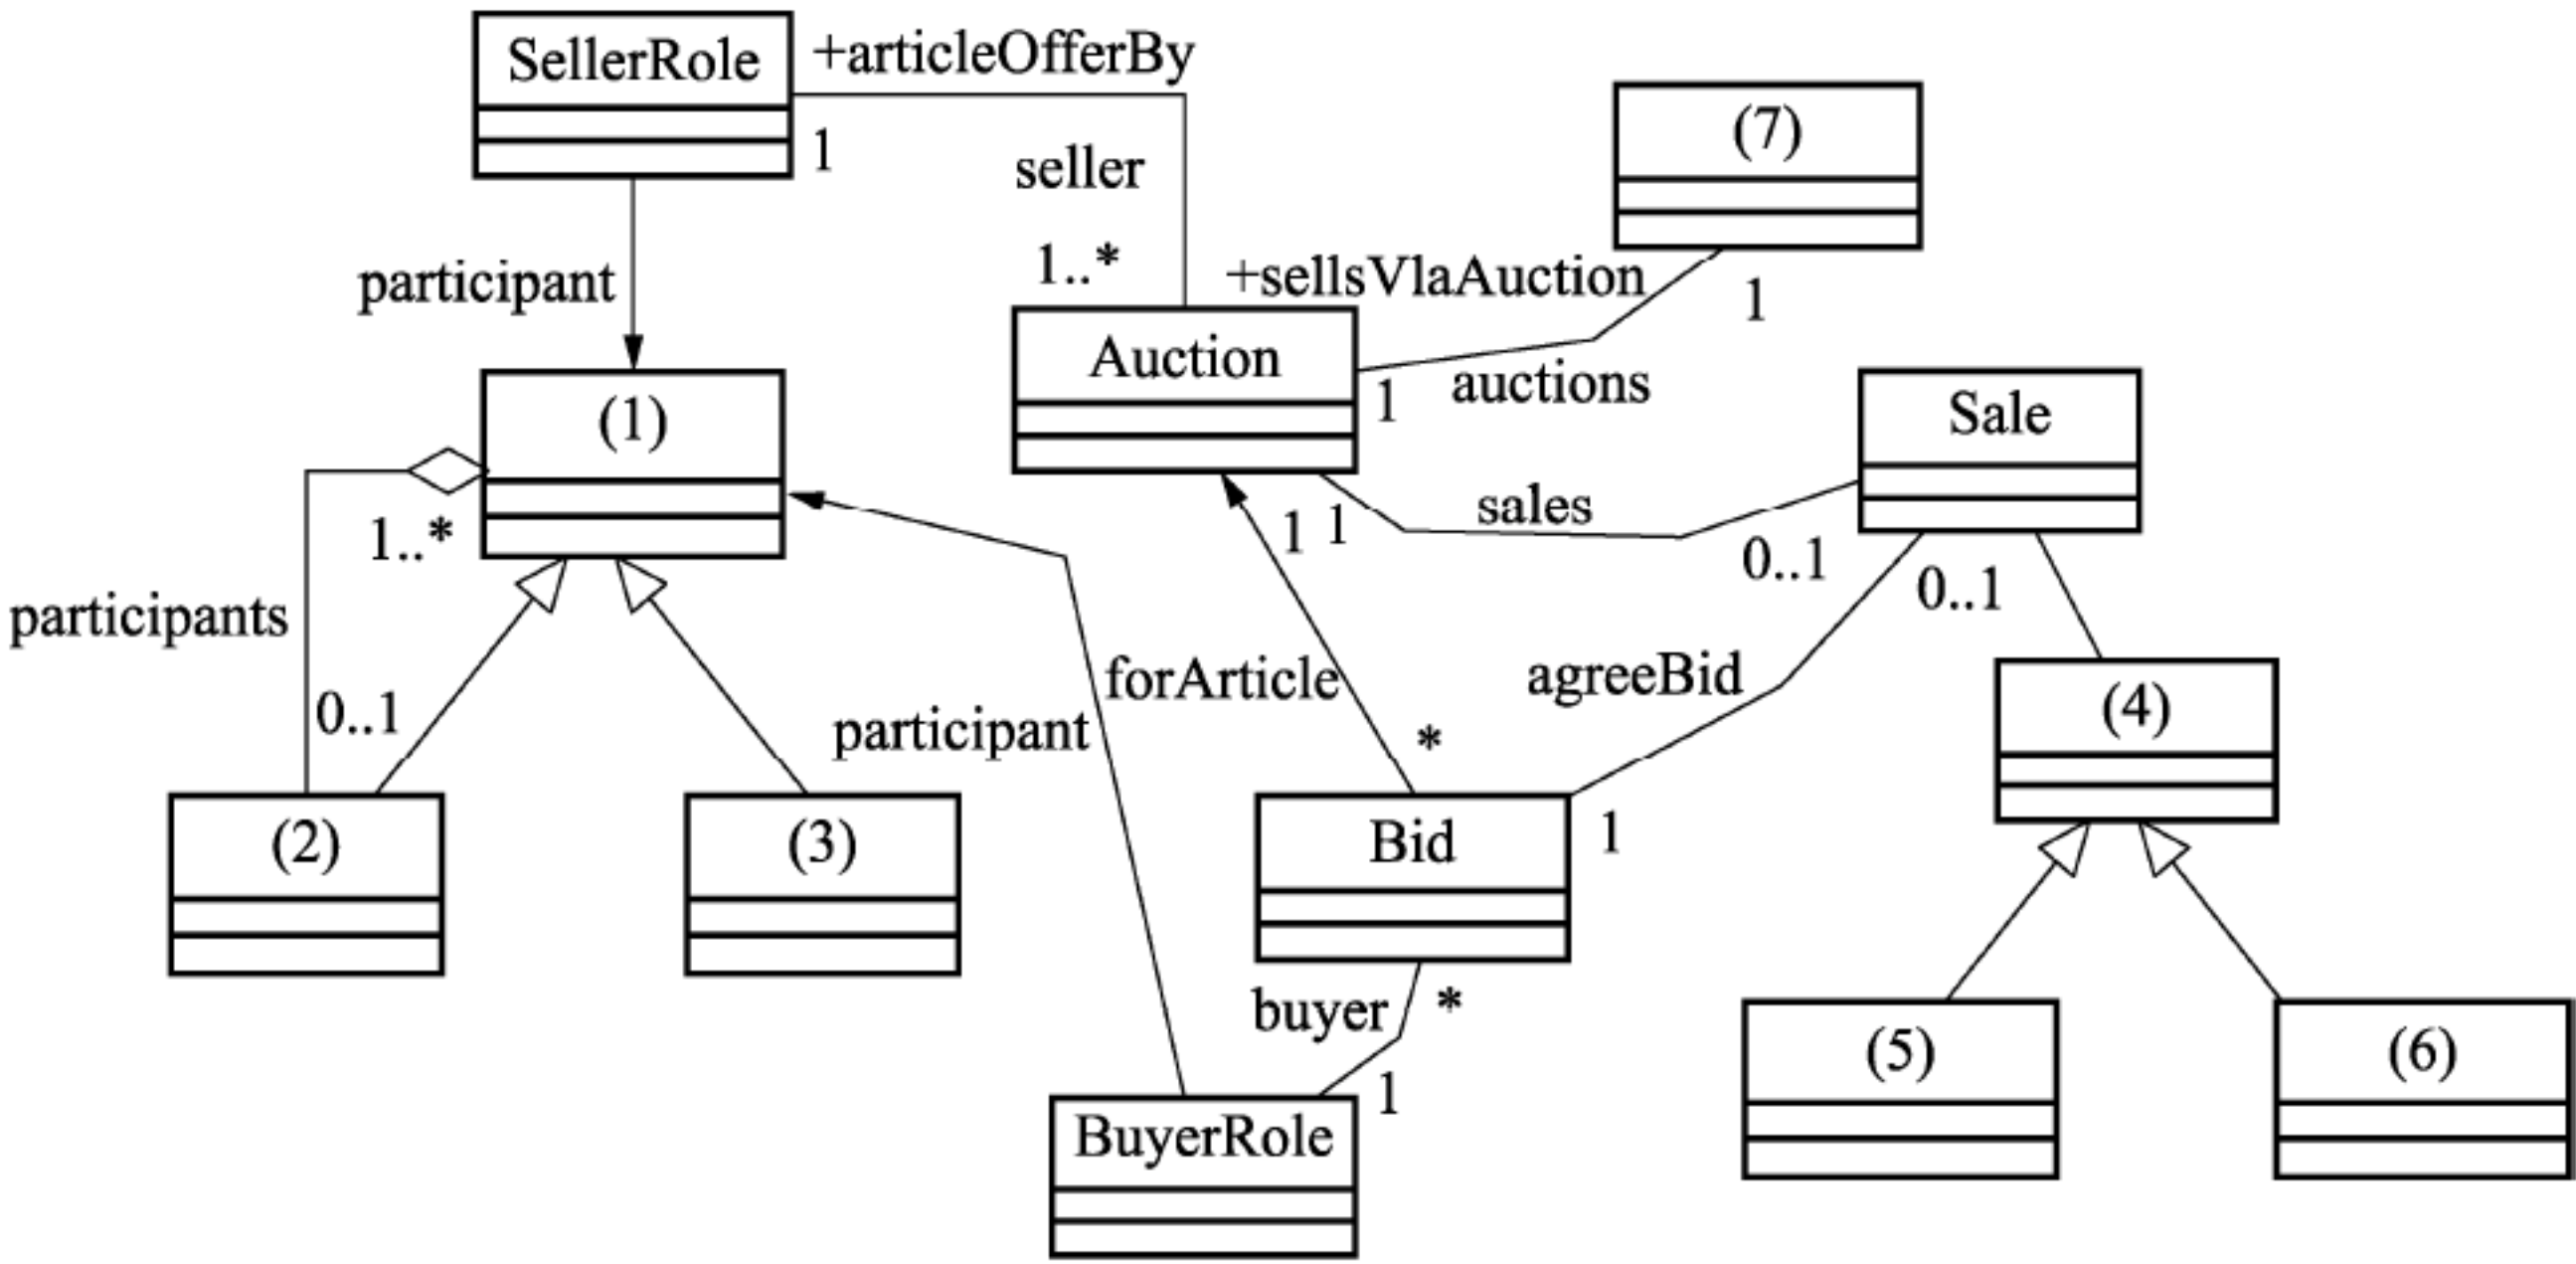 SellerRole
+articleOfferBy
1
seller
1..*
(7)
+sellsVlaAuction
1
participant
Auction
1
auctions
Sale
(1)
1..*
1
1
sales
0..1
0..1
participants
0..1
forArticle
agreeBid
participant
*
(4)
(2)
(3)
Bid
1
buyer
*
(5)
(6)
1
BuyerRole